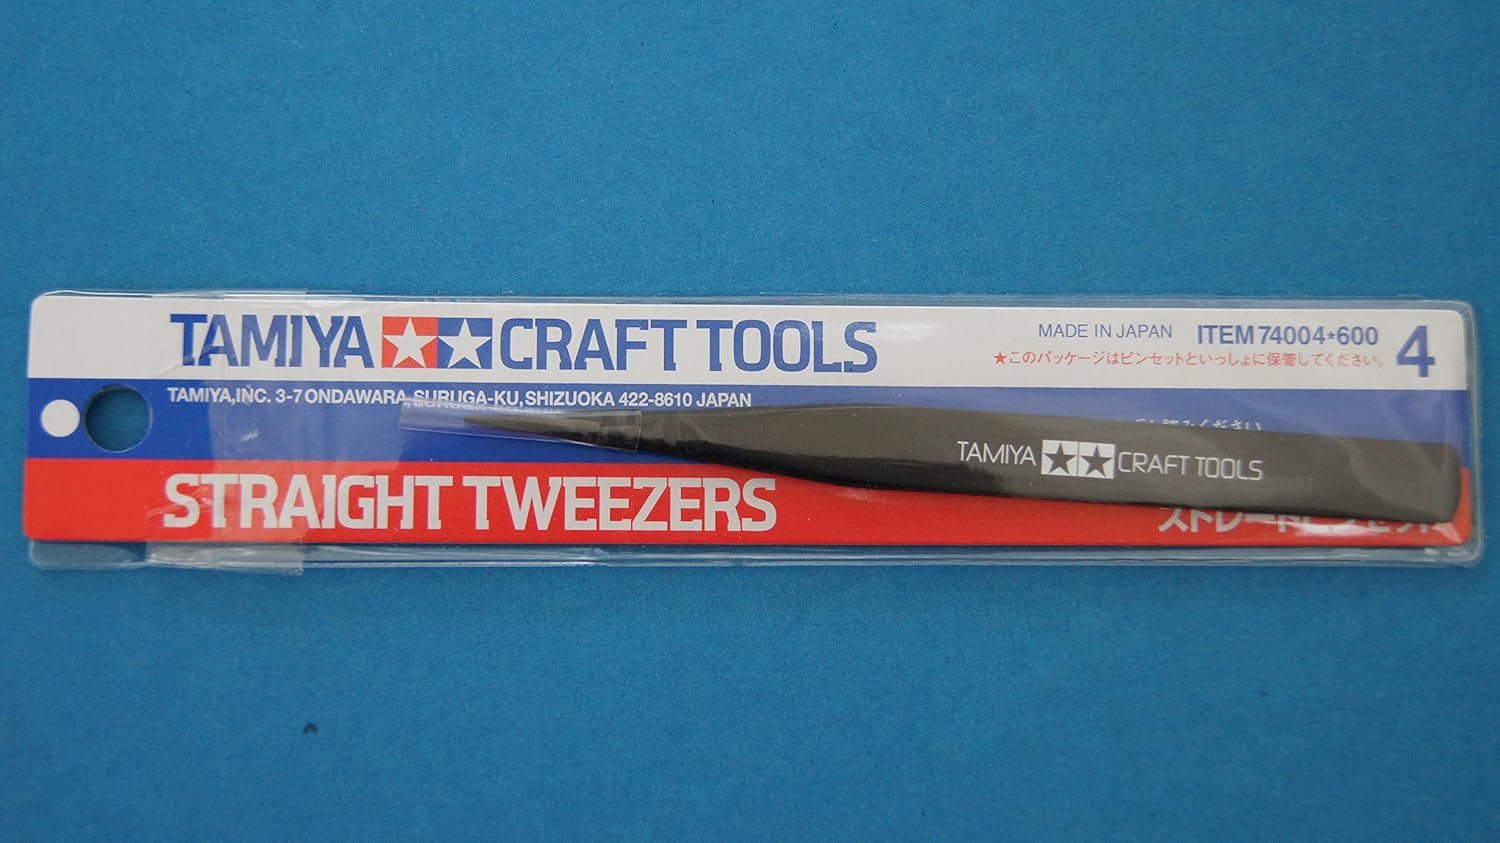 TAMIYA CRAFT TOOLS
MADE IN JAPAN ITEM 74004*600 4
★このパッケージはピンセットといっしょに保管してください。
TAMIYA,INC. 3-7 ONDAWARA, SURUGA-KU, SHIZUOKA 422-8610 JAPAN
TAMIYA CRAFT TOOLS
STRAIGHT TWEEZERS